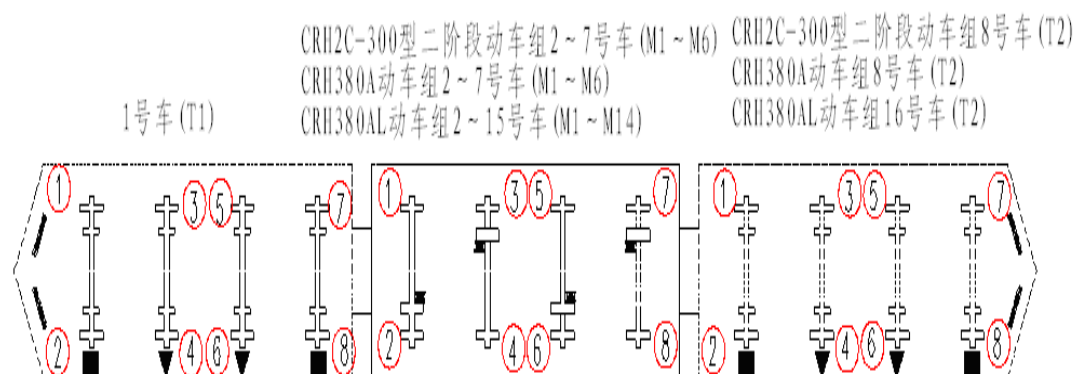 CRH2C-300型二阶段动车组2~7号车(M1~M6)
CRH380A动车组2~7号车(M1~M6)
CRH380AL动车组2~15号车(M1~M14)
CRH2C-300型二阶段动车组8号车(T2)
CRH380A动车组8号车(T2)
CRH380AL动车组16号车(T2)
1号车(T1)
1 3 5 7 1 3 5 7 1 3 5 7
2 4 6 8 2 4 6 8 2 4 6 8